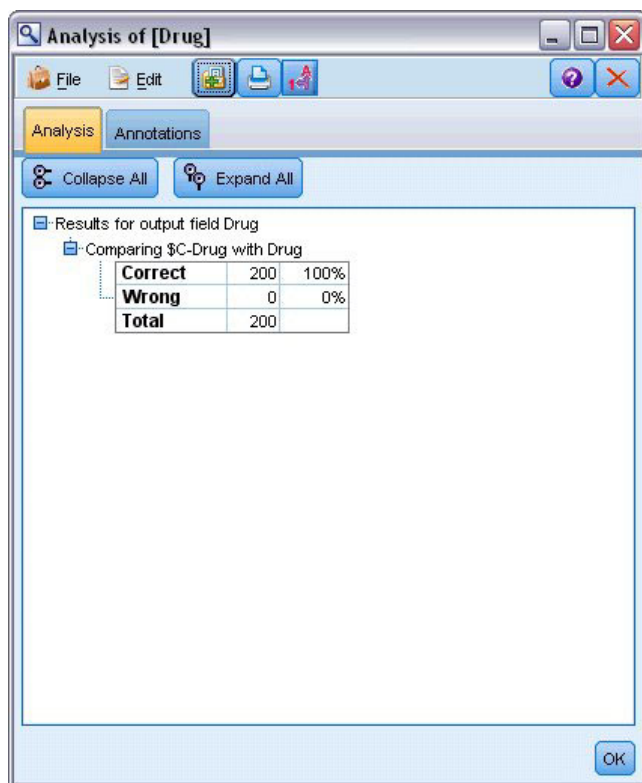 Analysis of [Drug]
File Edit
Analysis Annotations
Collapse All Expand All
Results for output field Drug
Comparing $C-Drug with Drug
Correct 200 100%
Wrong 0 0%
Total 200
OK